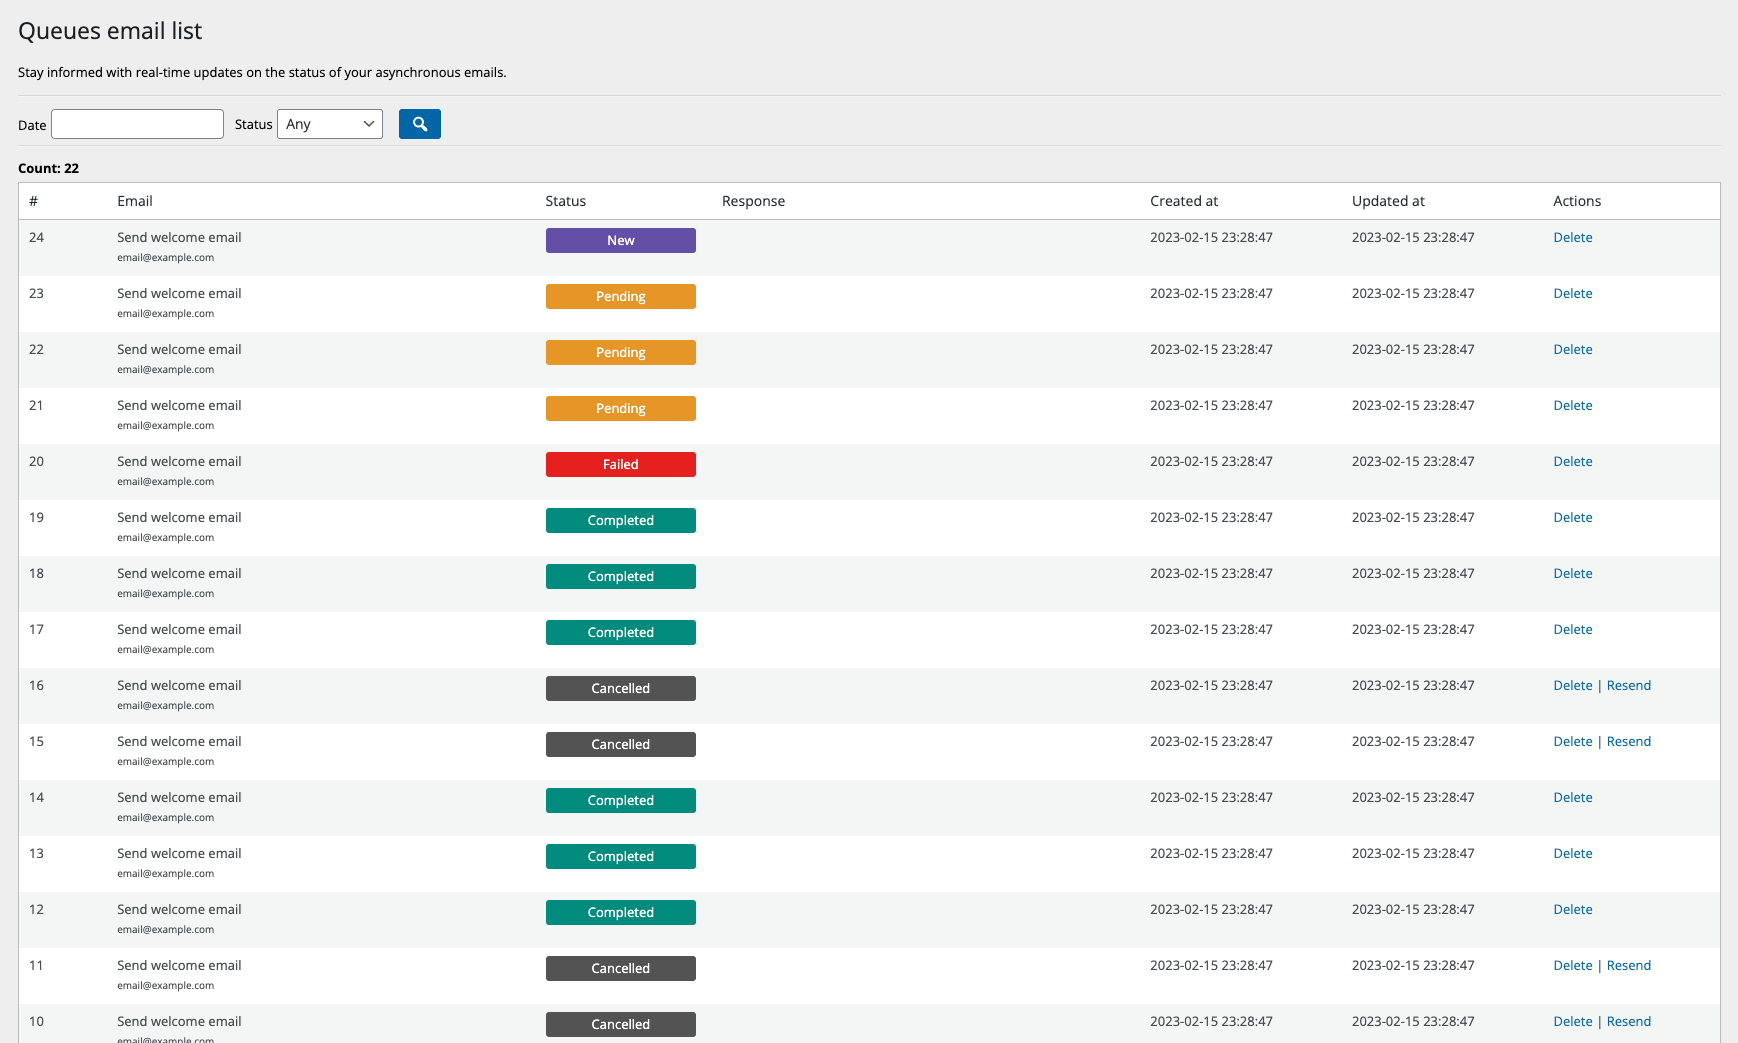 Queues email list
Stay informed with real-time updates on the status of your asynchronous emails.
Date Status Any
Count: 22
# Email Status Response Created at Updated at Actions
24 Send welcome email New 2023-02-15 23:28:47 2023-02-15 23:28:47 Delete
email@example.com
23 Send welcome email Pending 2023-02-15 23:28:47 2023-02-15 23:28:47 Delete
email@example.com
22 Send welcome email Pending 2023-02-15 23:28:47 2023-02-15 23:28:47 Delete
email@example.com
21 Send welcome email Pending 2023-02-15 23:28:47 2023-02-15 23:28:47 Delete
email@example.com
20 Send welcome email Failed 2023-02-15 23:28:47 2023-02-15 23:28:47 Delete
email@example.com
19 Send welcome email Completed 2023-02-15 23:28:47 2023-02-15 23:28:47 Delete
email@example.com
18 Send welcome email Completed 2023-02-15 23:28:47 2023-02-15 23:28:47 Delete
email@example.com
17 Send welcome email Completed 2023-02-15 23:28:47 2023-02-15 23:28:47 Delete
email@example.com
16 Send welcome email Cancelled 2023-02-15 23:28:47 2023-02-15 23:28:47 Delete | Resend
email@example.com
15 Send welcome email Cancelled 2023-02-15 23:28:47 2023-02-15 23:28:47 Delete | Resend
email@example.com
14 Send welcome email Completed 2023-02-15 23:28:47 2023-02-15 23:28:47 Delete
email@example.com
13 Send welcome email Completed 2023-02-15 23:28:47 2023-02-15 23:28:47 Delete
email@example.com
12 Send welcome email Completed 2023-02-15 23:28:47 2023-02-15 23:28:47 Delete
email@example.com
11 Send welcome email Cancelled 2023-02-15 23:28:47 2023-02-15 23:28:47 Delete | Resend
email@example.com
10 Send welcome email Cancelled 2023-02-15 23:28:47 2023-02-15 23:28:47 Delete | Resend
email@example.com